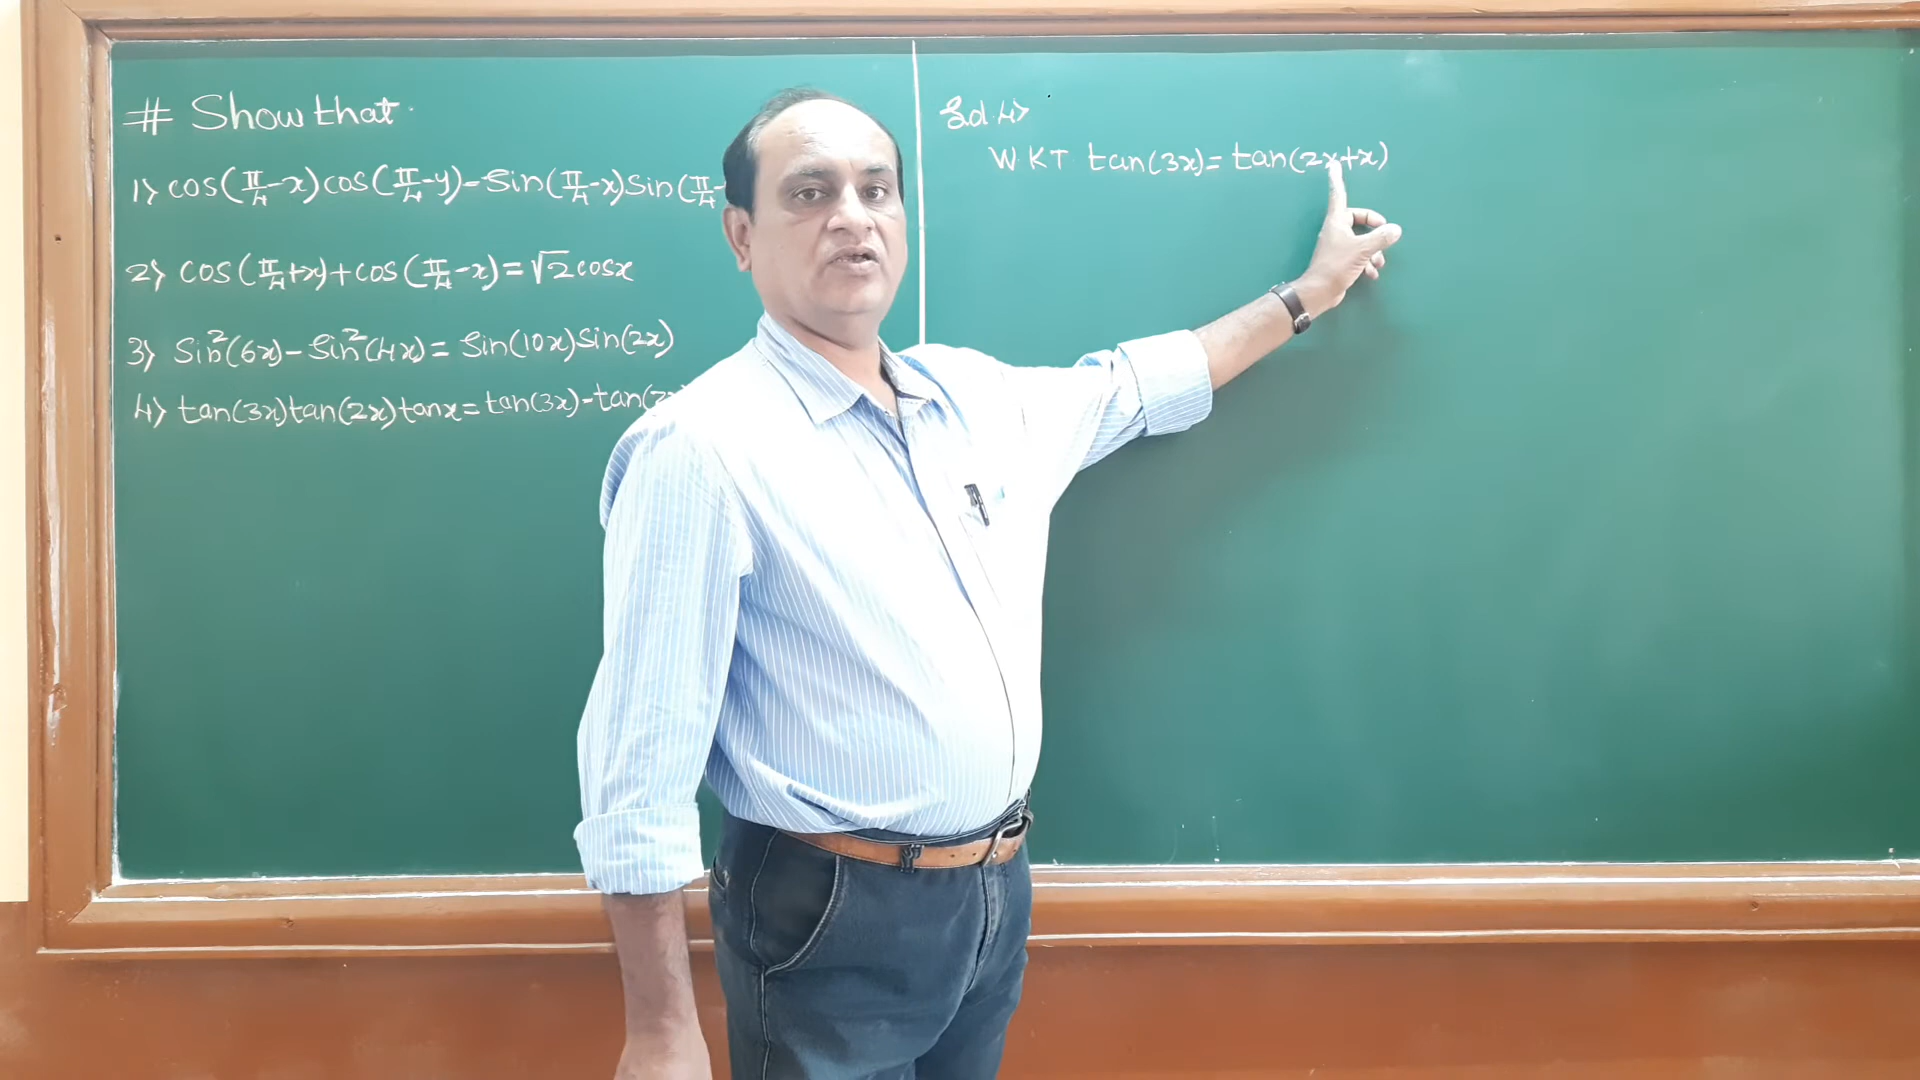 # Show that
1) cos(π/4-x)cos(π/4-y)-Sin(π/4-x)Sin(π/4-
2) cos(π/4+x)+cos(π/4-x)=√2cosx
3) Sin²(6x)-Sin²(4x)=Sin(10x)Sin(2x)
4) tan(3x)tan(2x)tanx=tan(3x)-tan(2x
Sol.4)
W.K.T tan(3x)=tan(2x+x)